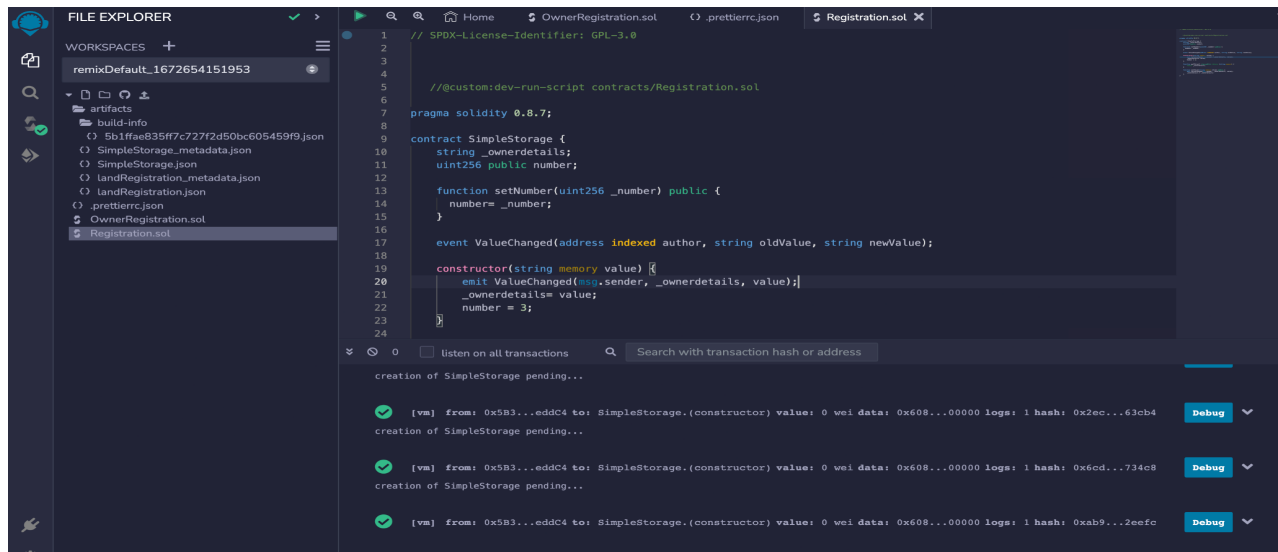 FILE EXPLORER
WORKSPACES
remixDefault_1672654151953
artifacts
build-info
5b1ffae835ff7c727f2d50bc605459f9.json
SimpleStorage_metadata.json
SimpleStorage.json
landRegistration_metadata.json
landRegistration.json
.prettierrc.json
OwnerRegistration.sol
Registration.sol
Home OwnerRegistration.sol .prettierrc.json Registration.sol
1 // SPDX-License-Identifier: GPL-3.0
2
3
4
5 //@custom:dev-run-script contracts/Registration.sol
6
7 pragma solidity 0.8.7;
8
9 contract SimpleStorage {
10 string _ownerdetails;
11 uint256 public number;
12
13 function setNumber(uint256 _number) public {
14 number= _number;
15 }
16
17 event ValueChanged(address indexed author, string oldValue, string newValue);
18
19 constructor(string memory value) {
20 emit ValueChanged(msg.sender, _ownerdetails, value);
21 _ownerdetails= value;
22 number = 3;
23 }
24
0 listen on all transactions Search with transaction hash or address
creation of SimpleStorage pending...
[vm] from: 0x5B3...eddC4 to: SimpleStorage.(constructor) value: 0 wei data: 0x608...00000 logs: 1 hash: 0x2ec...63cb4 Debug
creation of SimpleStorage pending...
[vm] from: 0x5B3...eddC4 to: SimpleStorage.(constructor) value: 0 wei data: 0x608...00000 logs: 1 hash: 0x6cd...734c8 Debug
creation of SimpleStorage pending...
[vm] from: 0x5B3...eddC4 to: SimpleStorage.(constructor) value: 0 wei data: 0x608...00000 logs: 1 hash: 0xab9...2eefc Debug